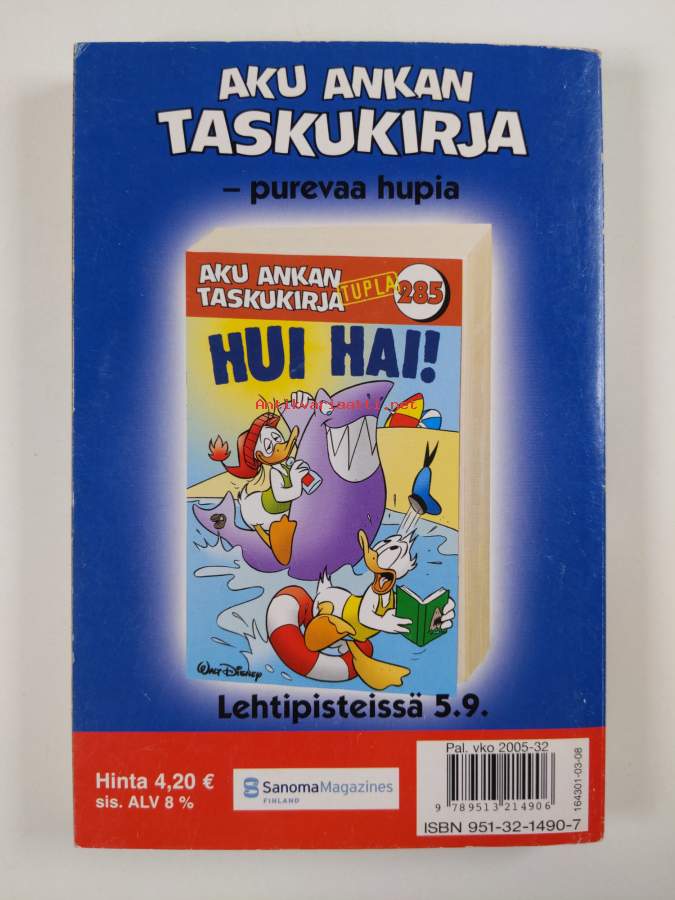 AKU ANKAN
TASKUKIRJA
– purevaa hupia
AKU ANKAN
TASKUKIRJA
TUPLA
285
HUI HAI!
Antikvariaatti.net
WALT DISNEY
Lehtipisteissä 5.9.
Hinta 4,20 €
sis. ALV 8 %
SanomaMagazines
FINLAND
Pal. vko 2005-32
9 789513 214906
ISBN 951-32-1490-7
164301-03-08